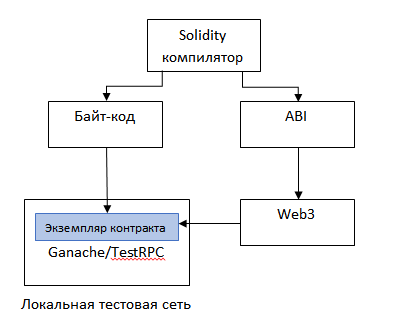 Solidity
компилятор
Байт-код
ABI
Экземпляр контракта
Web3
Ganache/TestRPC
Локальная тестовая сеть